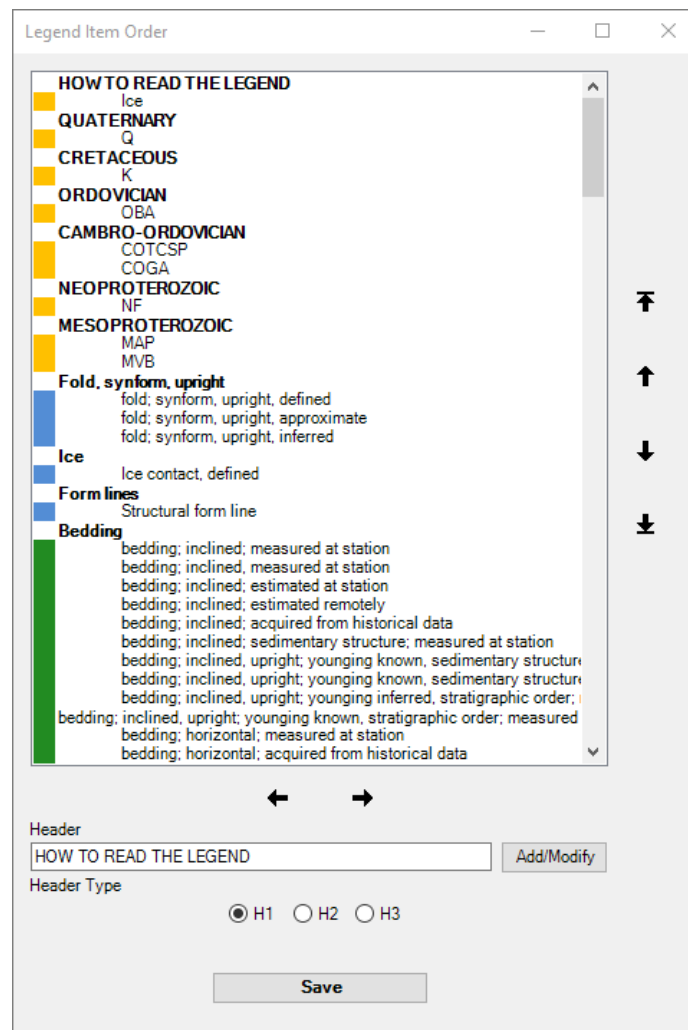 Legend Item Order
HOW TO READ THE LEGEND
Ice
QUATERNARY
Q
CRETACEOUS
K
ORDOVICIAN
OBA
CAMBRO-ORDOVICIAN
COTCSP
COGA
NEOPROTEROZOIC
NF
MESOPROTEROZOIC
MAP
MVB
Fold, synform, upright
fold; synform, upright, defined
fold; synform, upright, approximate
fold; synform, upright, inferred
Ice
Ice contact, defined
Form lines
Structural form line
Bedding
bedding; inclined; measured at station
bedding; inclined, measured at station
bedding; inclined; estimated at station
bedding; inclined; estimated remotely
bedding; inclined; acquired from historical data
bedding; inclined; sedimentary structure; measured at station
bedding; inclined, upright; younging known, sedimentary structure
bedding; inclined, upright; younging known, sedimentary structure
bedding; inclined, upright; younging inferred, stratigraphic order;
bedding; inclined, upright; younging known, stratigraphic order; measured
bedding; horizontal; measured at station
bedding; horizontal; acquired from historical data
Header
HOW TO READ THE LEGEND
Add/Modify
Header Type
H1 H2 H3
Save